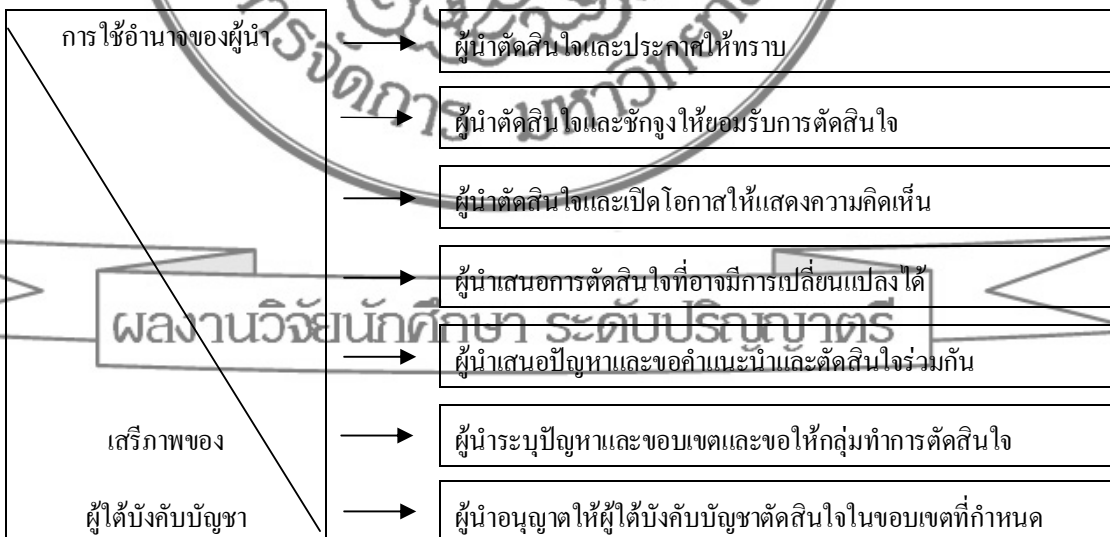 การใช้อำนาจของผู้นำ
ผู้นำตัดสินใจและประกาศให้ทราบ
ผู้นำตัดสินใจและชักจูงให้ยอมรับการตัดสินใจ
ผู้นำตัดสินใจและเปิดโอกาสให้แสดงความคิดเห็น
ผู้นำเสนอการตัดสินใจที่อาจมีการเปลี่ยนแปลงได้
ผู้นำเสนอปัญหาและขอคำแนะนำและตัดสินใจร่วมกัน
เสรีภาพของ
ผู้นำระบุปัญหาและขอบเขตและขอให้กลุ่มทำการตัดสินใจ
ผู้ใต้บังคับบัญชา
ผู้นำอนุญาตให้ผู้ใต้บังคับบัญชาตัดสินใจในขอบเขตที่กำหนด
ผลงานวิจัยนักศึกษา ระดับปริญญาตรี